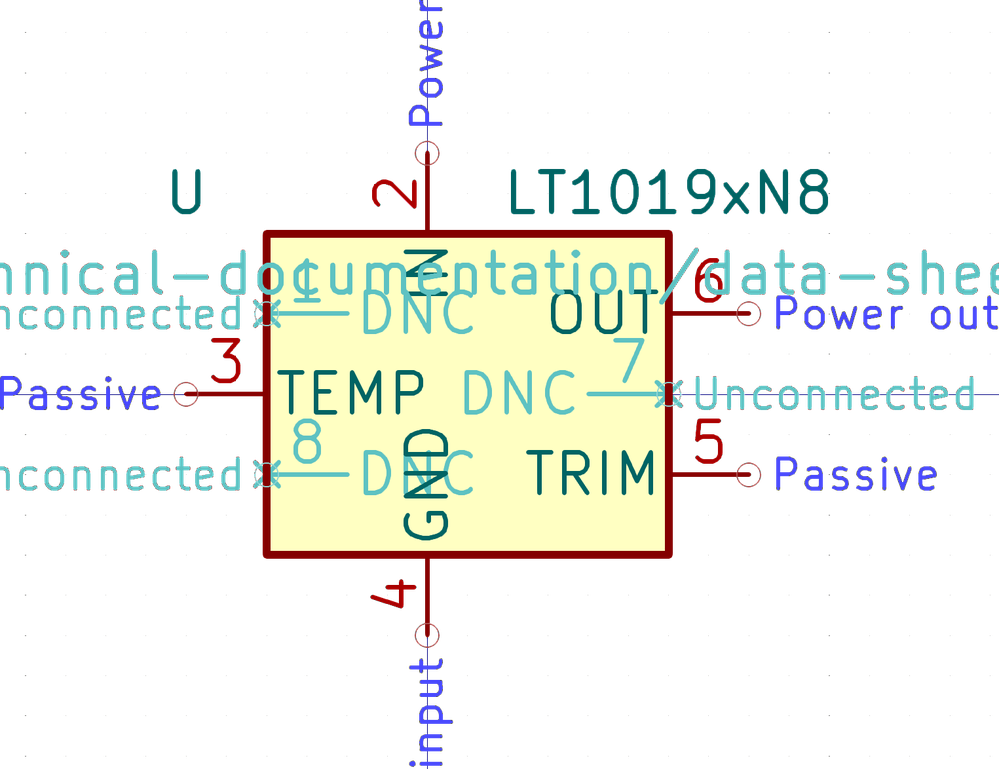 Power
U
2
LT1019xN8
hnical-documentation/data-shee
IN
1
6
nconnected
DNC
OUT
Power out
3
7
Passive
TEMP
DNC
Unconnected
8
5
nconnected
DNC
GND
TRIM
Passive
4
input